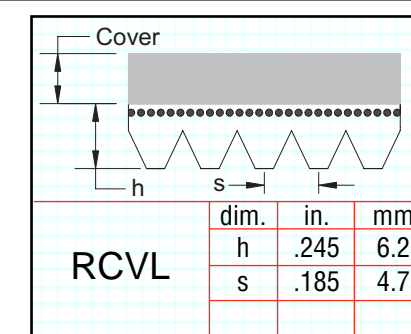 Cover
h
s
dim. in. mm
RCVL
h .245 6.2
s .185 4.7